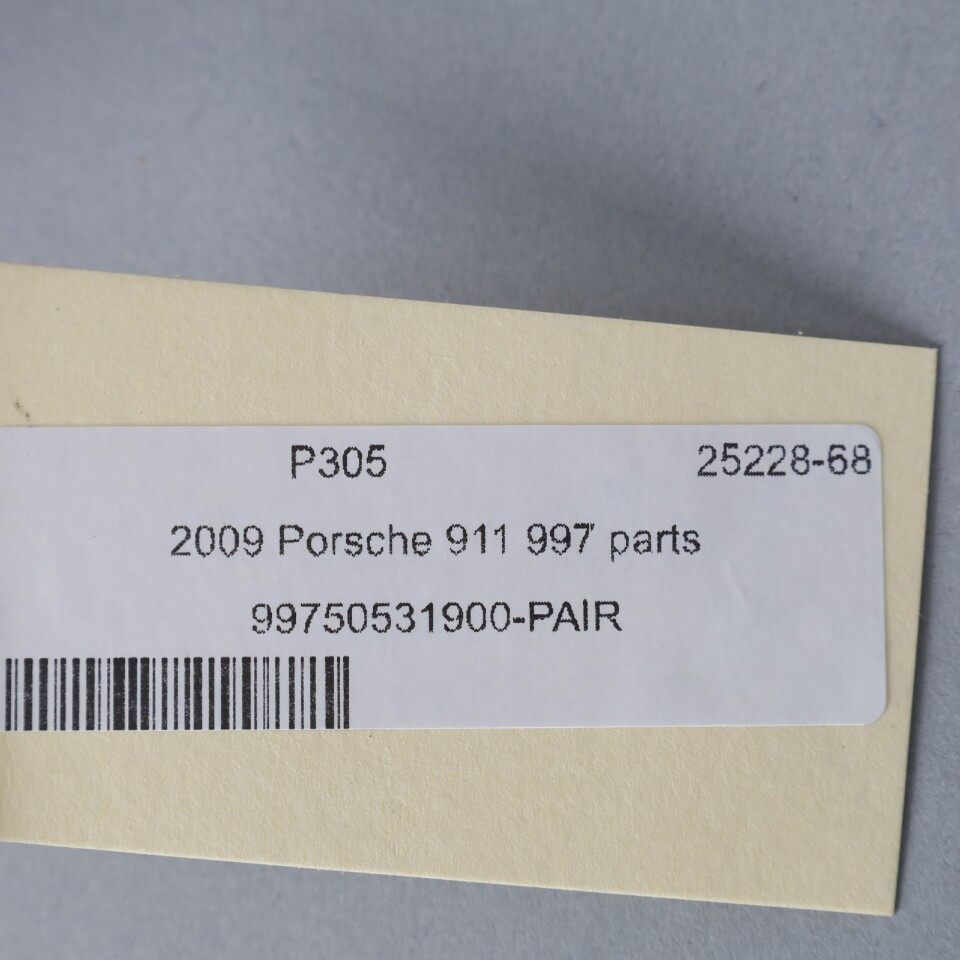 P305 25228-68
2009 Porsche 911 997 parts
99750531900-PAIR